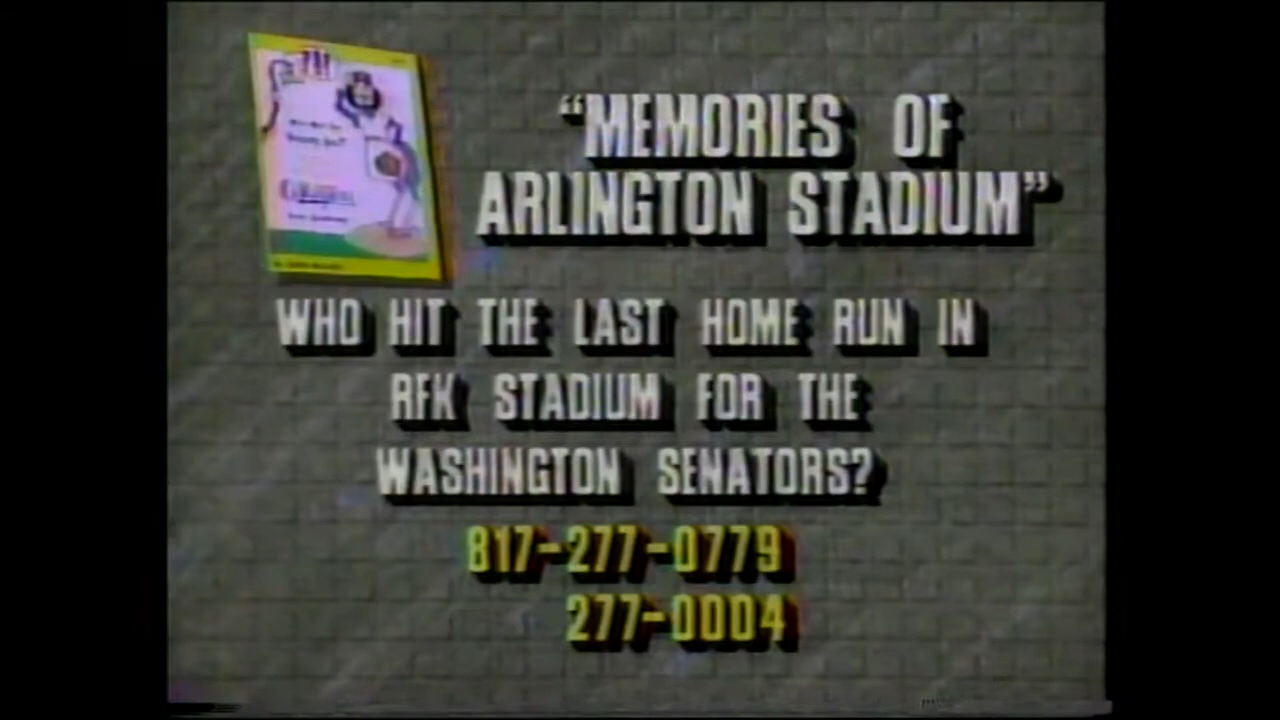 “MEMORIES OF
ARLINGTON STADIUM”
WHO HIT THE LAST HOME RUN IN
RFK STADIUM FOR THE
WASHINGTON SENATORS?
817-277-0779
277-0004